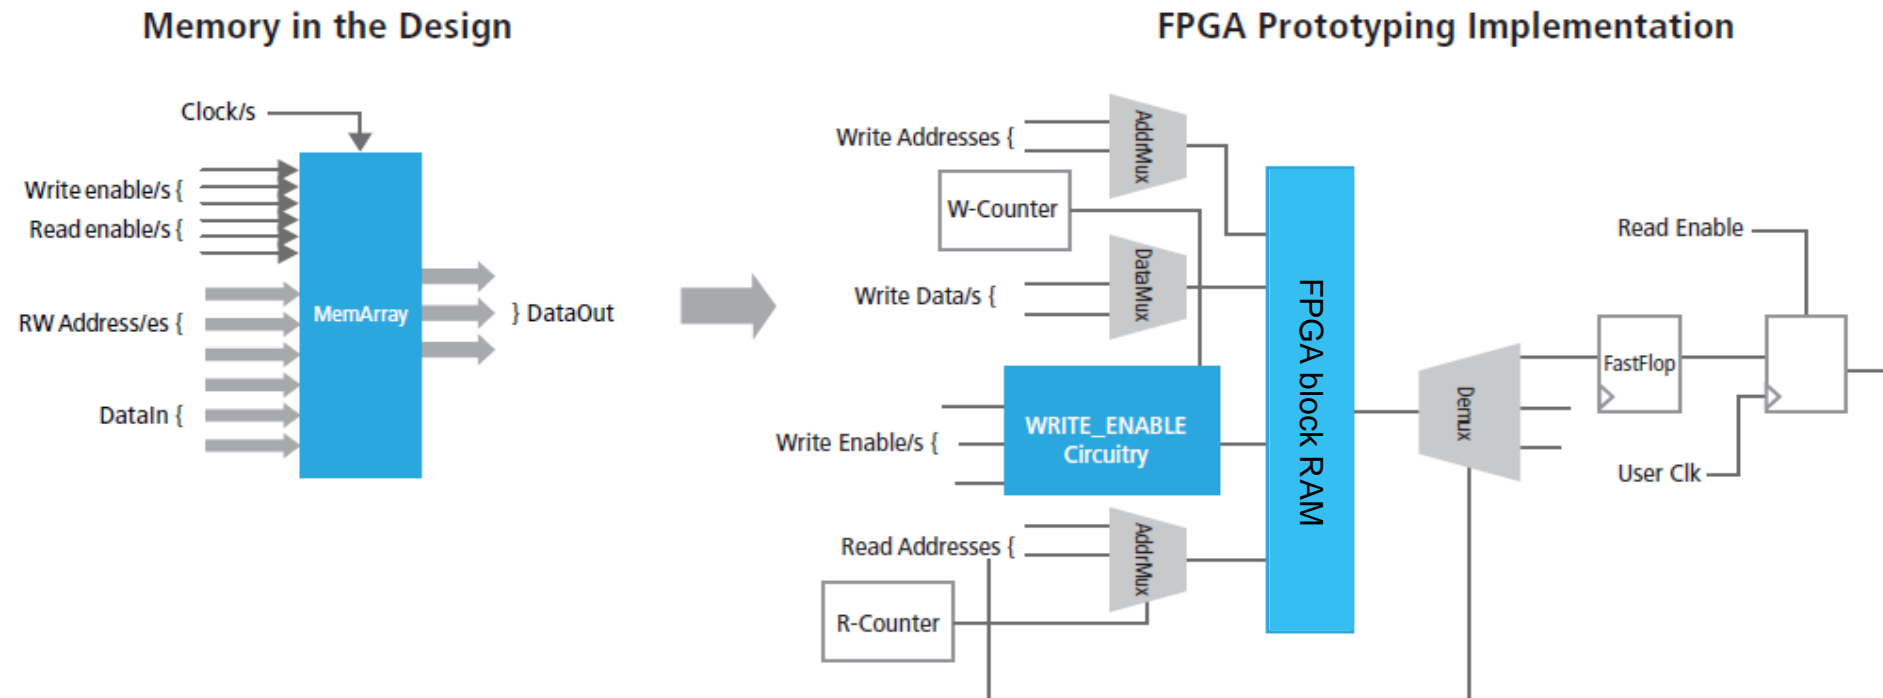 Memory in the Design
FPGA Prototyping Implementation
Clock/s
Write enable/s {
Read enable/s {
RW Address/es {
DataIn {
MemArray
} DataOut
Write Addresses {
AddrMux
W-Counter
Write Data/s {
DataMux
Write Enable/s {
WRITE_ENABLE
Circuitry
Read Addresses {
AddrMux
R-Counter
FPGA block RAM
Demux
FastFlop
Read Enable
User Clk